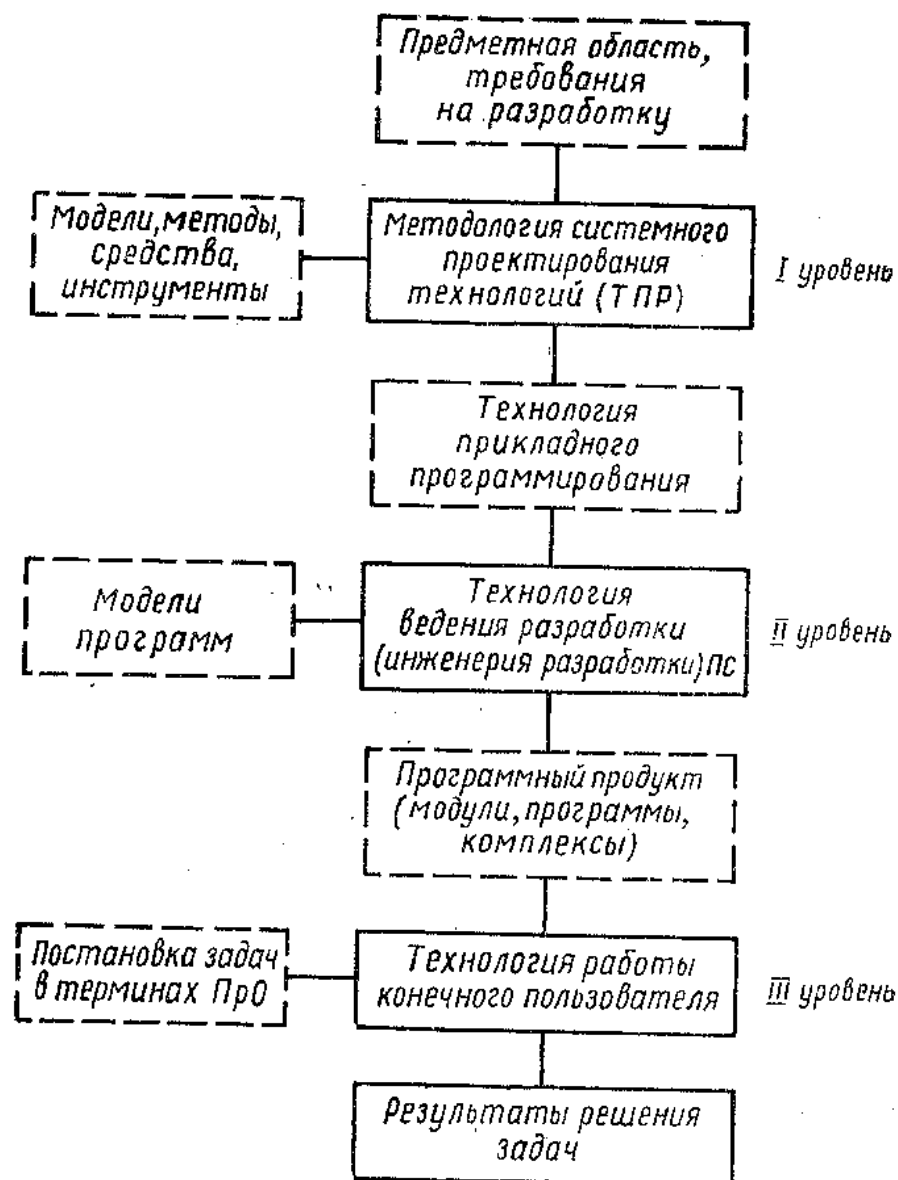 Предметная область,
требования
на разработку
Модели, методы,
средства,
инструменты
Методология системного
проектирования
технологий (ТПР)
I уровень
Технология
прикладного
программирования
Модели
программ
Технология
ведения разработки
(инженерия разработки) ПС
II уровень
Программный продукт
(модули, программы,
комплексы)
Постановка задач
в терминах ПрО
Технология работы
конечного пользователя
III уровень
Результаты решения
задач